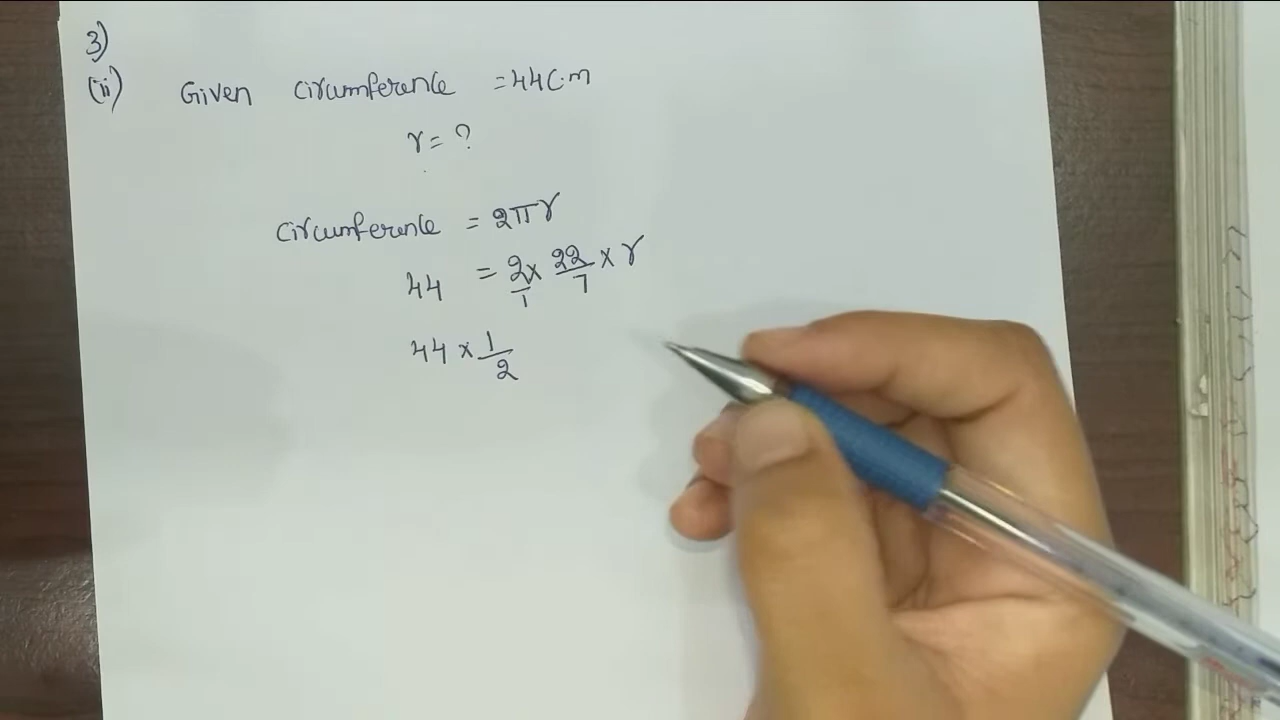 3)
(ii) Given circumference = 44c.m
r = ?
circumference = 2πr
44 = 2/1 × 22/7 × r
44 × 1/2